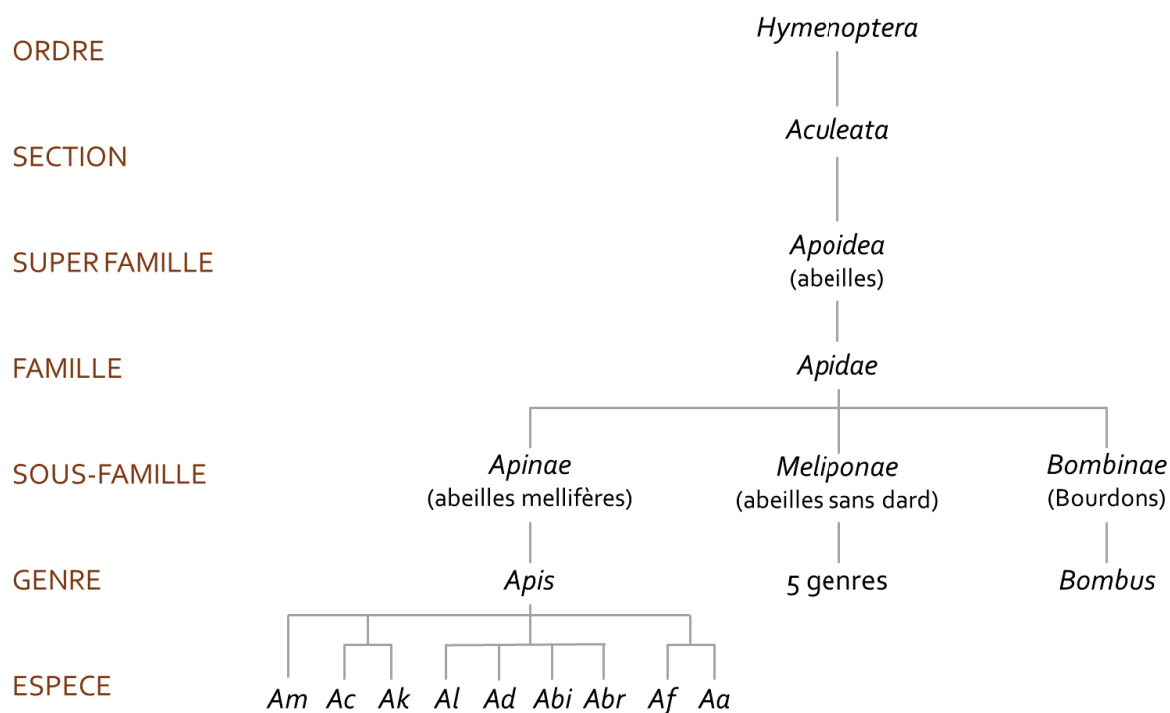 ORDRE
Hymenoptera
SECTION
Aculeata
SUPER FAMILLE
Apoidea
(abeilles)
FAMILLE
Apidae
SOUS-FAMILLE
Apinae
(abeilles mellifères)
Meliponae
(abeilles sans dard)
Bombinae
(Bourdons)
GENRE
Apis
5 genres
Bombus
ESPECE
Am Ac Ak Al Ad Abi Abr Af Aa